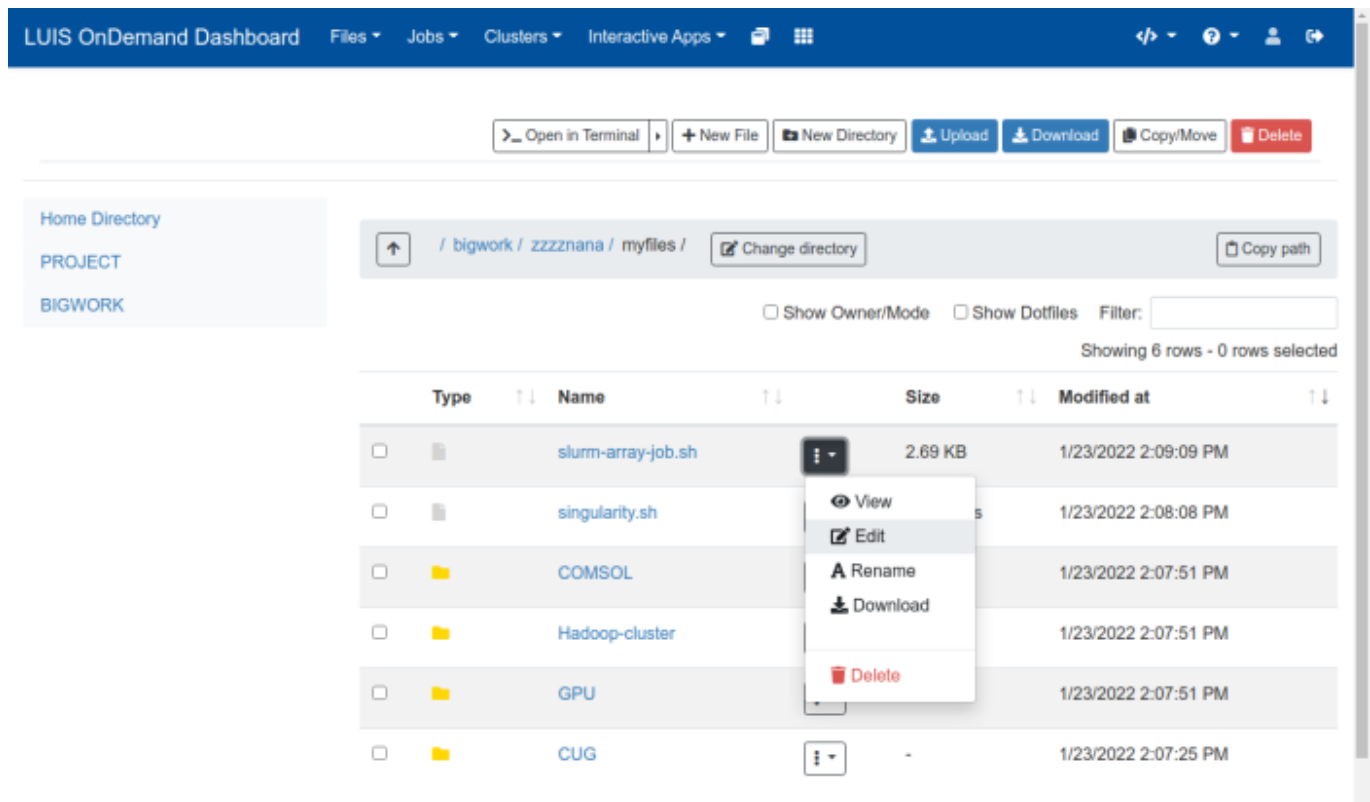 LUIS OnDemand Dashboard Files Jobs Clusters Interactive Apps
Open in Terminal New File New Directory Upload Download Copy/Move Delete
Home Directory
PROJECT
BIGWORK
/ bigwork / zzzznana / myfiles / Change directory Copy path
Show Owner/Mode Show Dotfiles Filter:
Showing 6 rows - 0 rows selected
Type Name Size Modified at
slurm-array-job.sh 2.69 KB 1/23/2022 2:09:09 PM
singularity.sh s 1/23/2022 2:08:08 PM
COMSOL 1/23/2022 2:07:51 PM
Hadoop-cluster 1/23/2022 2:07:51 PM
GPU 1/23/2022 2:07:51 PM
CUG - 1/23/2022 2:07:25 PM
View
Edit
Rename
Download
Delete